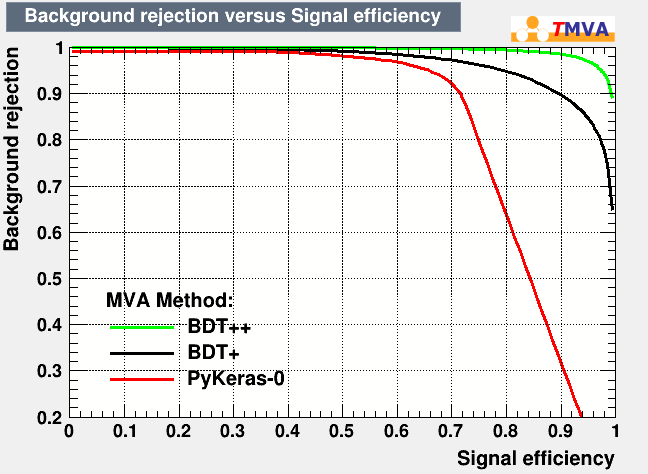 Background rejection versus Signal efficiency
TMVA
Background rejection
1
0.9
0.8
0.7
0.6
0.5
0.4
0.3
0.2
MVA Method:
BDT++
BDT+
PyKeras-0
0 0.1 0.2 0.3 0.4 0.5 0.6 0.7 0.8 0.9 1
Signal efficiency